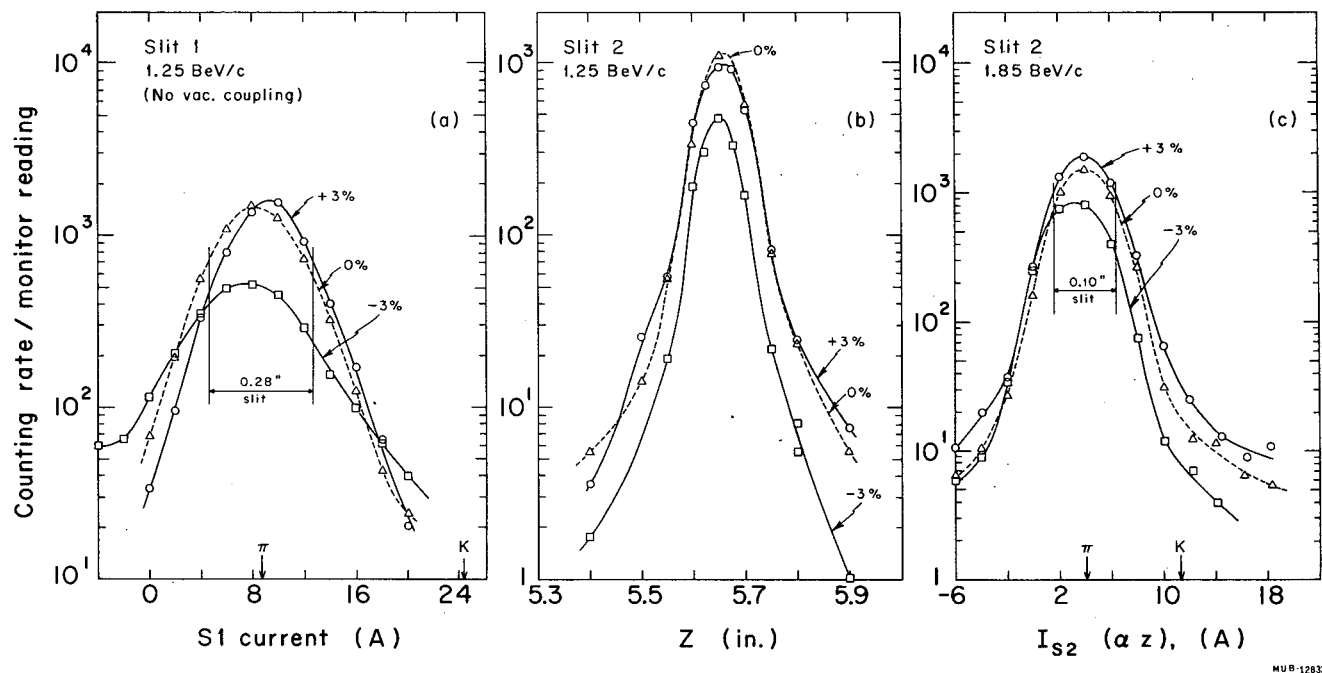 Counting rate / monitor reading
10⁴
10³
10²
10¹
Slit 1
1.25 BeV/c
(No vac. coupling)
(a)
+3%
0%
-3%
0.28"
slit
π
K
0
8
16
24
S1 current (A)
10³
10²
10¹
1
Slit 2
1.25 BeV/c
0%
(b)
+3%
0%
-3%
5.3
5.5
5.7
5.9
Z (in.)
10⁴
10³
10²
10¹
1
Slit 2
1.85 BeV/c
(c)
+3%
0%
-3%
0.10"
slit
π
K
-6
2
10
18
I_S2 (α z), (A)